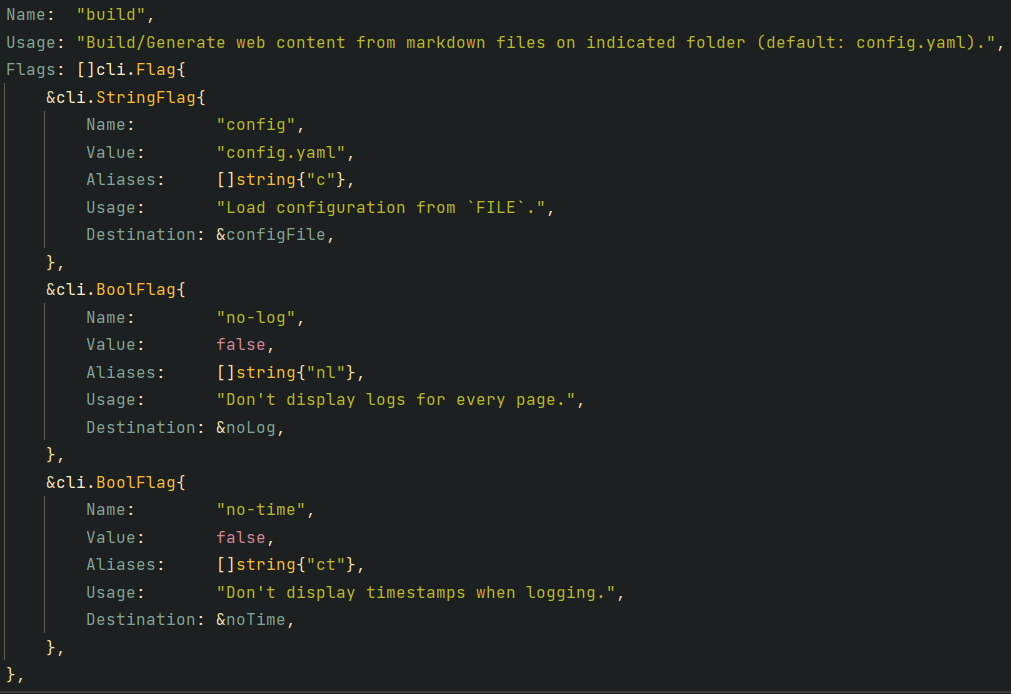 Name:  "build",
Usage: "Build/Generate web content from markdown files on indicated folder (default: config.yaml).",
Flags: []cli.Flag{
    &cli.StringFlag{
        Name:        "config",
        Value:       "config.yaml",
        Aliases:     []string{"c"},
        Usage:       "Load configuration from `FILE`.",
        Destination: &configFile,
    },
    &cli.BoolFlag{
        Name:        "no-log",
        Value:       false,
        Aliases:     []string{"nl"},
        Usage:       "Don't display logs for every page.",
        Destination: &noLog,
    },
    &cli.BoolFlag{
        Name:        "no-time",
        Value:       false,
        Aliases:     []string{"ct"},
        Usage:       "Don't display timestamps when logging.",
        Destination: &noTime,
    },
},